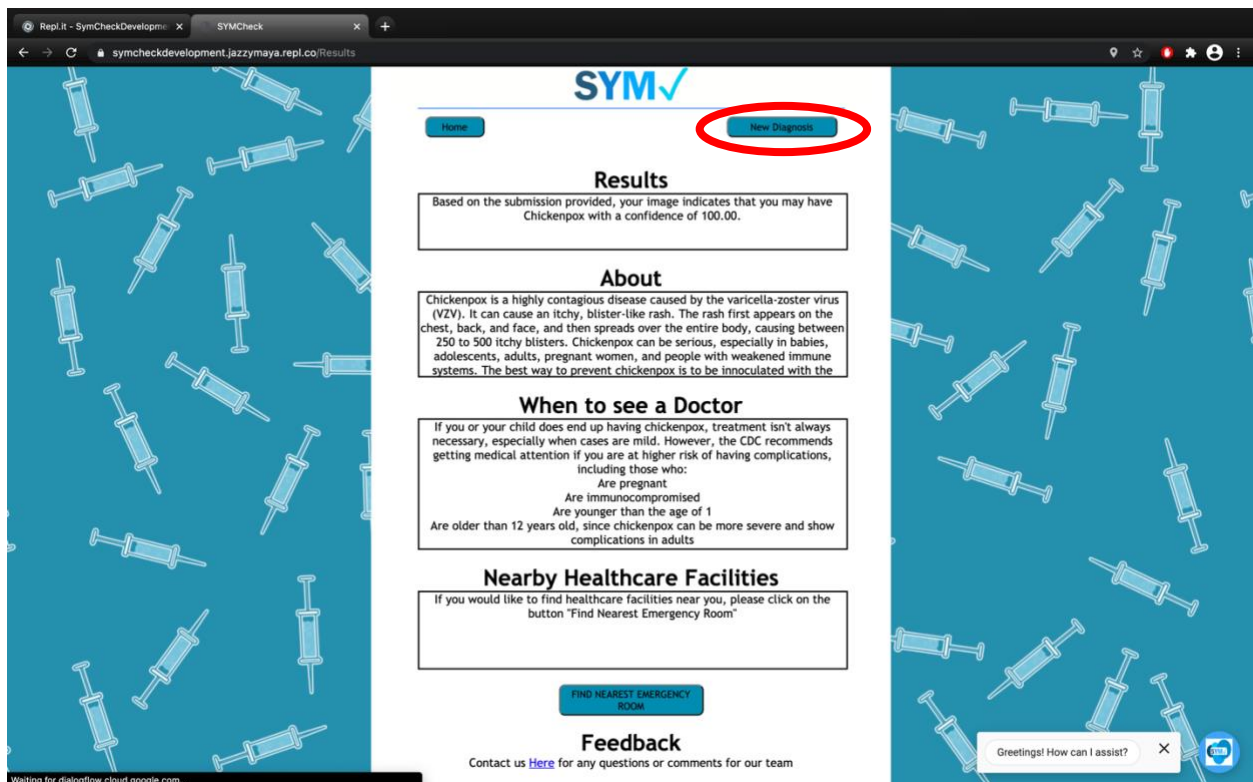 Repl.it - SymCheckDevelopme
SYMCheck
symcheckdevelopment.jazzymaya.repl.co/Results
SYM✓
Home
New Diagnosis
Results
Based on the submission provided, your image indicates that you may have
Chickenpox with a confidence of 100.00.
About
Chickenpox is a highly contagious disease caused by the varicella-zoster virus
(VZV). It can cause an itchy, blister-like rash. The rash first appears on the
chest, back, and face, and then spreads over the entire body, causing between
250 to 500 itchy blisters. Chickenpox can be serious, especially in babies,
adolescents, adults, pregnant women, and people with weakened immune
systems. The best way to prevent chickenpox is to be innoculated with the
When to see a Doctor
If you or your child does end up having chickenpox, treatment isn't always
necessary, especially when cases are mild. However, the CDC recommends
getting medical attention if you are at higher risk of having complications,
including those who:
Are pregnant
Are immunocompromised
Are younger than the age of 1
Are older than 12 years old, since chickenpox can be more severe and show
complications in adults
Nearby Healthcare Facilities
If you would like to find healthcare facilities near you, please click on the
button "Find Nearest Emergency Room"
FIND NEAREST EMERGENCY
ROOM
Feedback
Contact us Here for any questions or comments for our team
Greetings! How can I assist?
SYM
Waiting for dialogflow.cloud.google.com